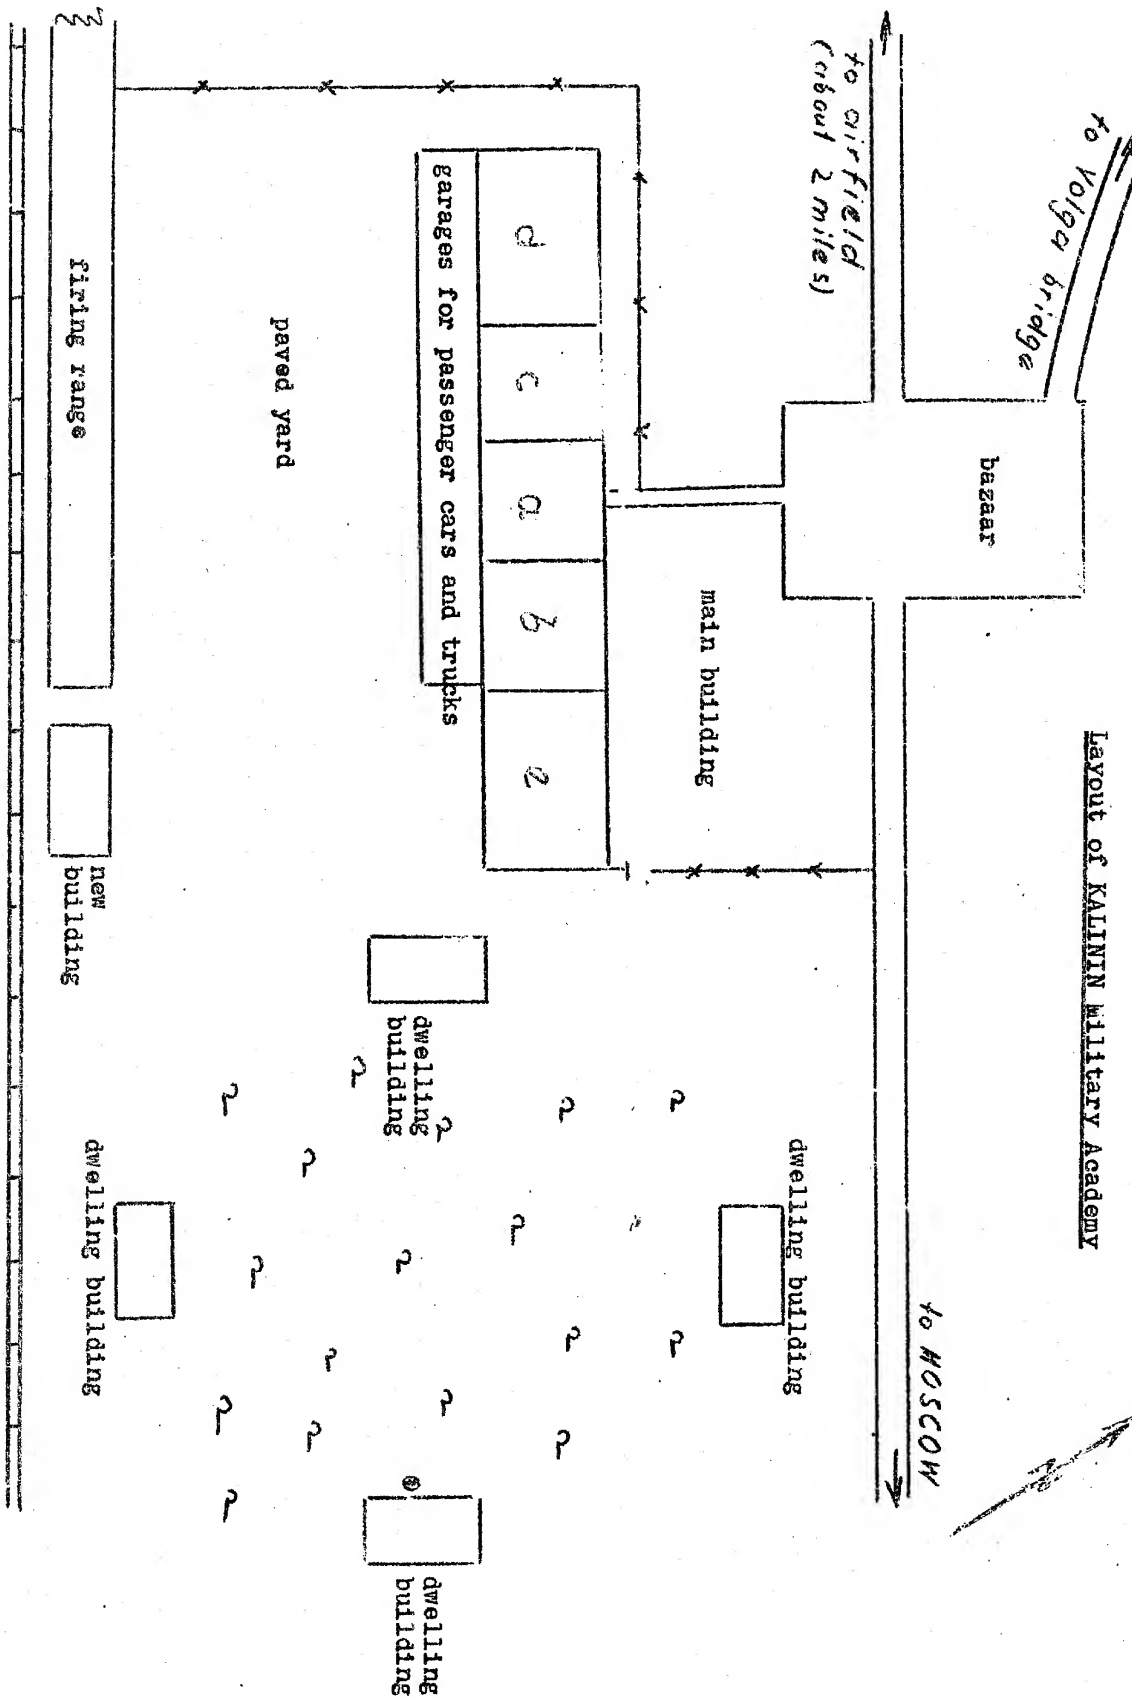 Layout of KALININ Military Academy
to Volga bridge
bazaar
to MOSCOW
to airfield
(about 2 miles)
dwelling building
main building
d
c
a
b
e
garages for passenger cars and trucks
dwelling
building
dwelling
building
paved yard
dwelling building
firing range
new
building